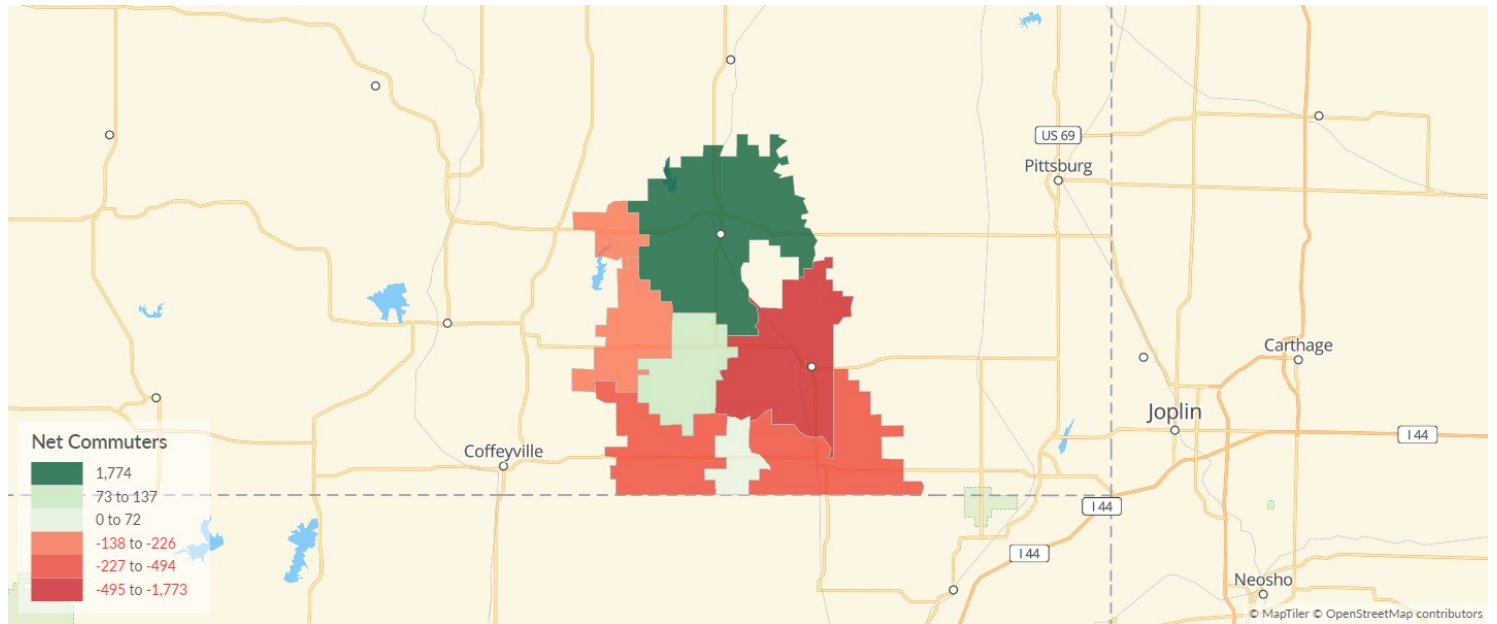 US 69
Pittsburg
Carthage
Joplin
I 44
Coffeyville
I 44
I 44
Neosho
Net Commuters
1,774
73 to 137
0 to 72
-138 to -226
-227 to -494
-495 to -1,773
© MapTiler © OpenStreetMap contributors